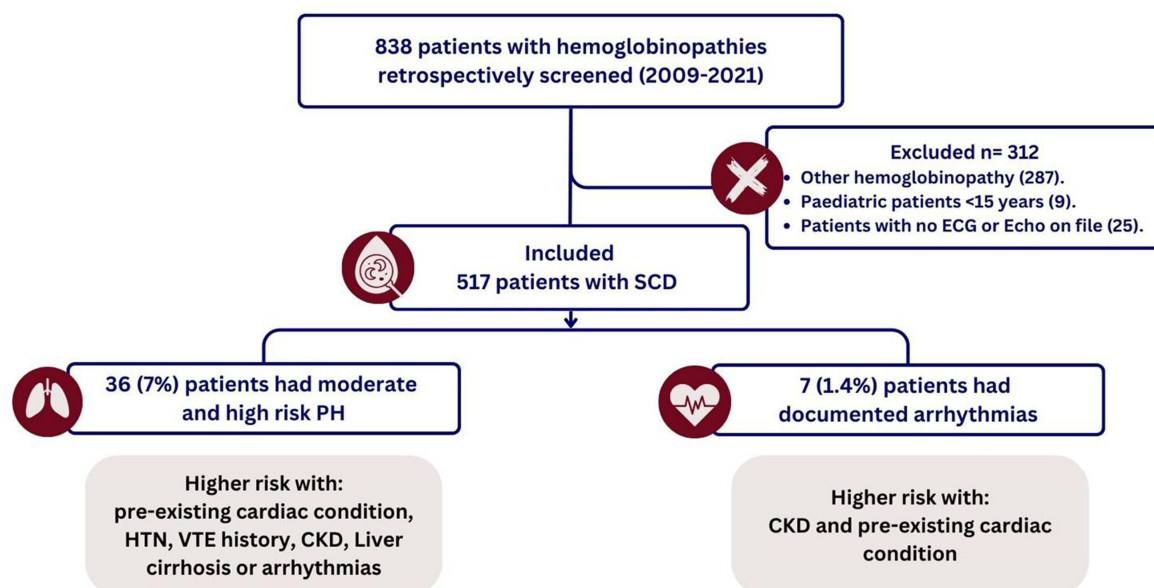 838 patients with hemoglobinopathies
retrospectively screened (2009-2021)
Excluded n= 312
• Other hemoglobinopathy (287).
• Paediatric patients <15 years (9).
• Patients with no ECG or Echo on file (25).
Included
517 patients with SCD
36 (7%) patients had moderate
and high risk PH
7 (1.4%) patients had
documented arrhythmias
Higher risk with:
pre-existing cardiac condition,
HTN, VTE history, CKD, Liver
cirrhosis or arrhythmias
Higher risk with:
CKD and pre-existing cardiac
condition